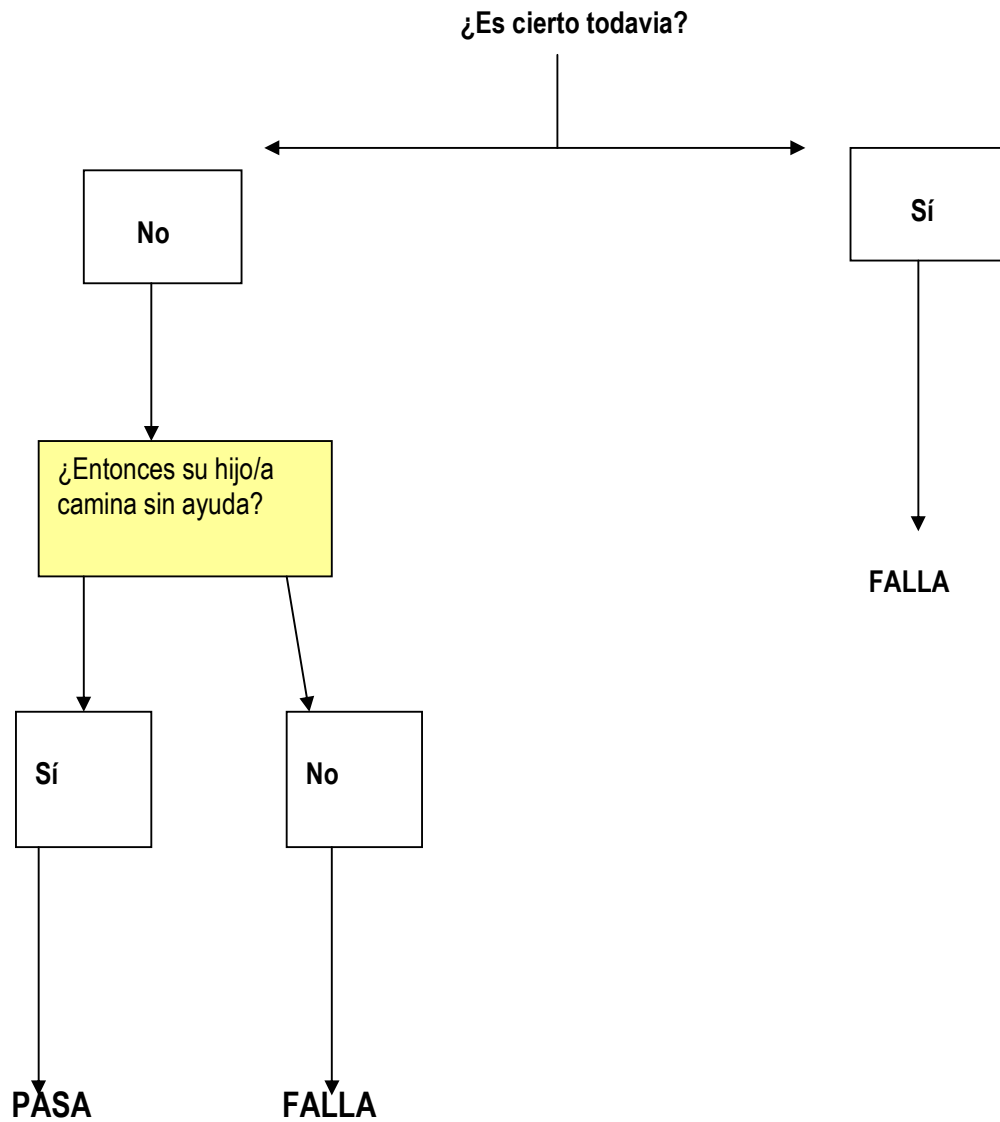 ¿Es cierto todavia?
No
Sí
¿Entonces su hijo/a
camina sin ayuda?
FALLA
Sí
No
PASA
FALLA